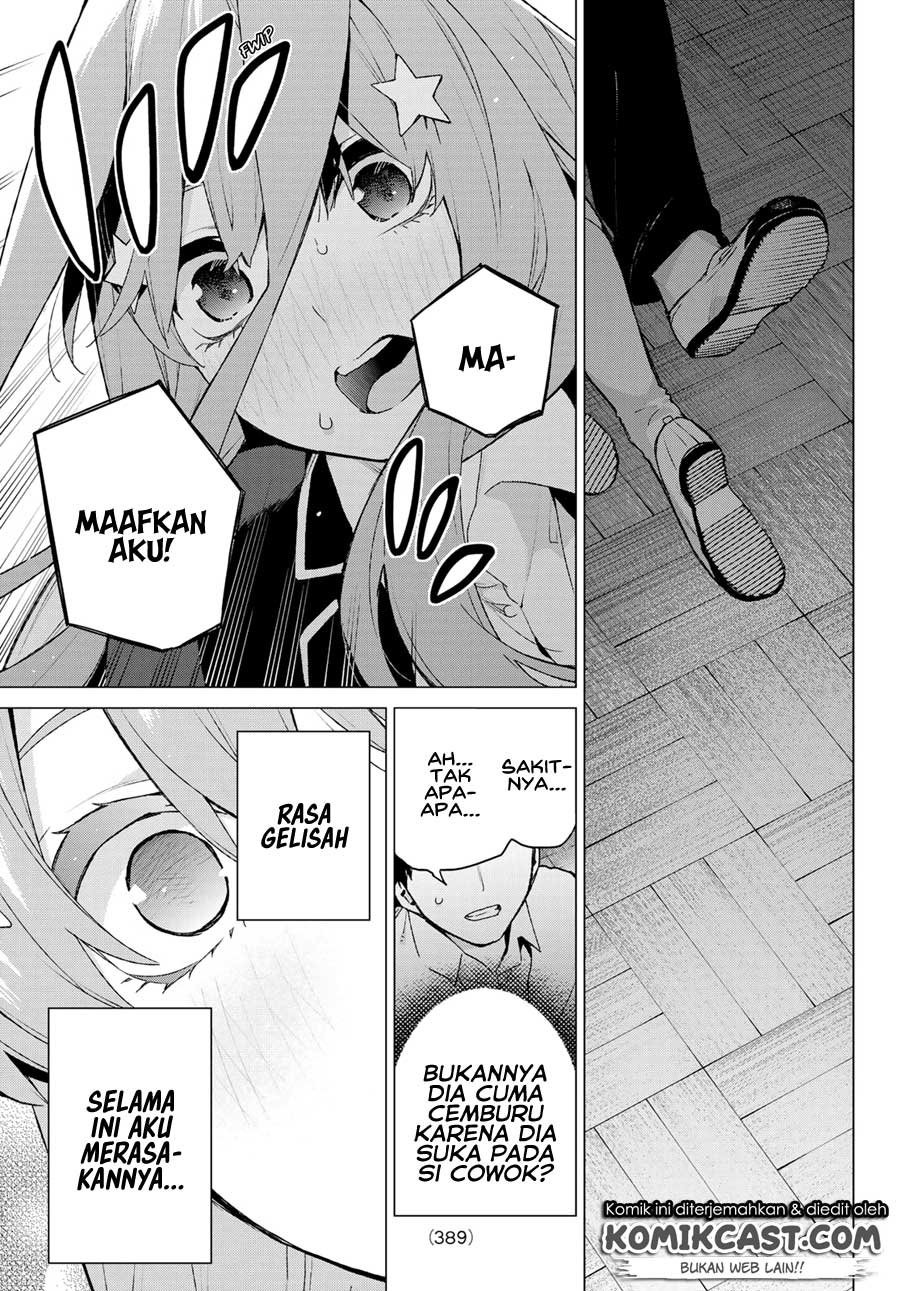 FWIP
MA-
MAAFKAN
AKU!
SAKIT-
NYA...
AH...
TAK
APA-
APA...
BUKANNYA
DIA CUMA
CEMBURU
KARENA DIA
SUKA PADA
SI COWOK?
RASA
GELISAH
SELAMA
INI AKU
MERASA-
KANNYA...
(389)
Komik ini diterjemahkan & diedit oleh
KOMIKCAST.COM
BUKAN WEB LAIN!!